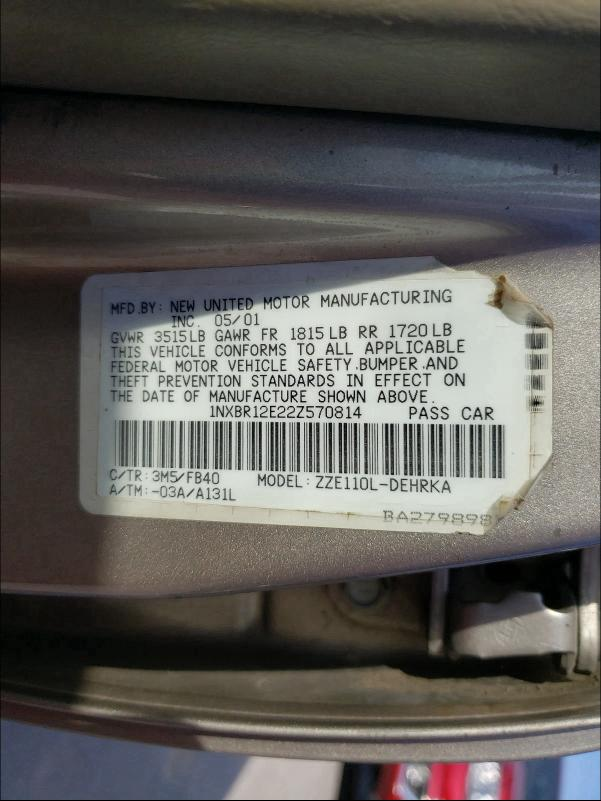 MFD.BY: NEW UNITED MOTOR MANUFACTURING
INC. 05/01
GVWR 3515LB GAWR FR 1815LB RR 1720LB
THIS VEHICLE CONFORMS TO ALL APPLICABLE
FEDERAL MOTOR VEHICLE SAFETY.BUMPER.AND
THEFT PREVENTION STANDARDS IN EFFECT ON
THE DATE OF MANUFACTURE SHOWN ABOVE.
1NXBR12E22Z570814 PASS CAR
C/TR: 3M5/FB40 MODEL: ZZE110L-DEHRKA
A/TM: -03A/A131L
BA279898